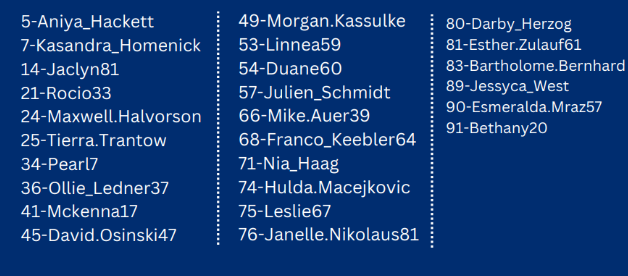 5-Aniya_Hackett
7-Kasandra_Homenick
14-Jaclyn81
21-Rocio33
24-Maxwell.Halvorson
25-Tierra.Trantow
34-Pearl7
36-Ollie_Ledner37
41-Mckenna17
45-David.Osinski47
49-Morgan.Kassulke
53-Linnea59
54-Duane60
57-Julien_Schmidt
66-Mike.Auer39
68-Franco_Keebler64
71-Nia_Haag
74-Hulda.Macejkovic
75-Leslie67
76-Janelle.Nikolaus81
80-Darby_Herzog
81-Esther.Zulauf61
83-Bartholome.Bernhard
89-Jessyca_West
90-Esmeralda.Mraz57
91-Bethany20